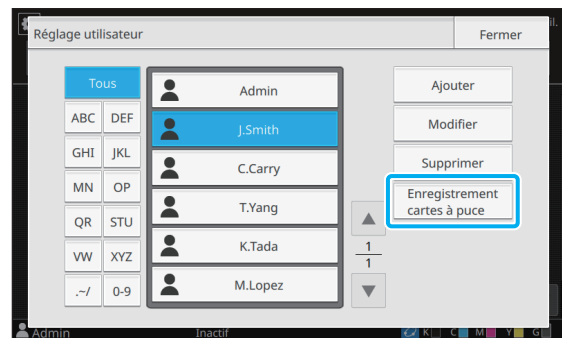 il.
Réglage utilisateur
Fermer
Tous
ABC
DEF
GHI
JKL
MN
OP
QR
STU
VW
XYZ
.~/
0-9
Admin
J.Smith
C.Carry
T.Yang
K.Tada
M.Lopez
1
1
Ajouter
Modifier
Supprimer
Enregistrement
cartes à puce
Admin
Inactif
K
C
M
Y
G